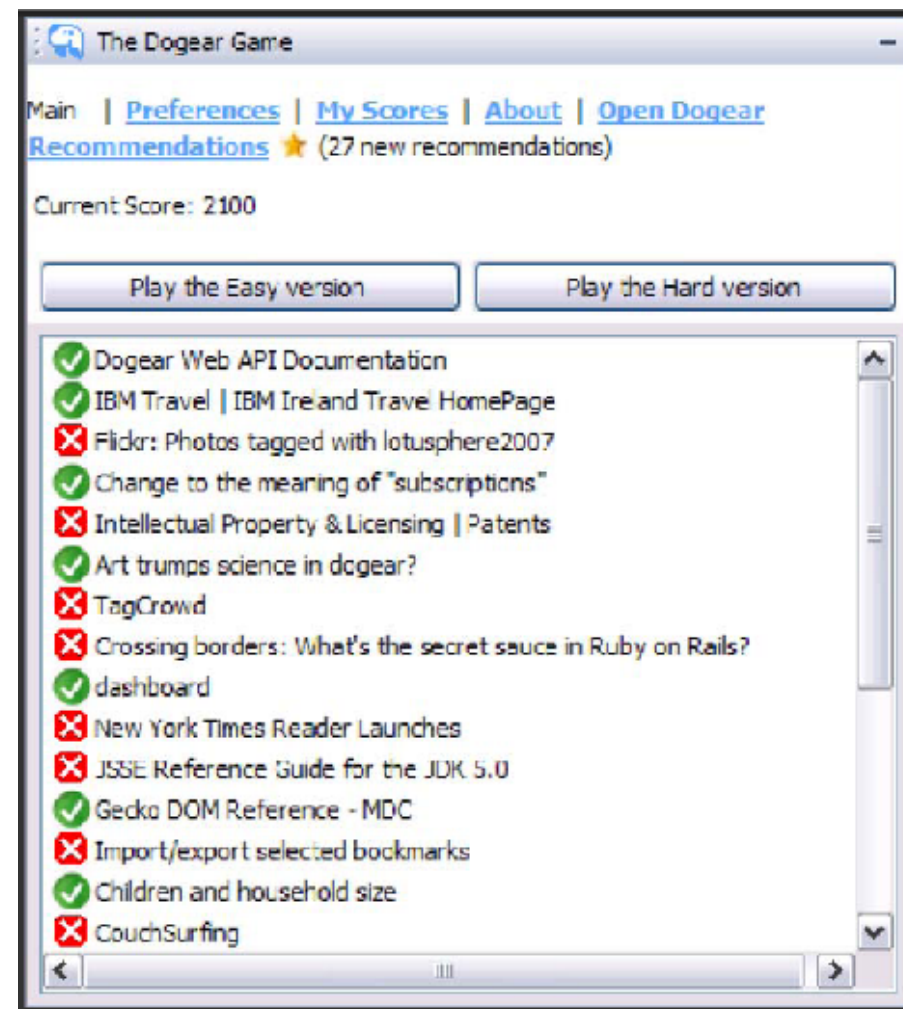 The Dogear Game
Main | Preferences | My Scores | About | Open Dogear
Recommendations (27 new recommendations)
Current Score: 2100
Play the Easy version Play the Hard version
Dogear Web API Documentation
IBM Travel | IBM Ireland Travel HomePage
Flickr: Photos tagged with lotusphere2007
Change to the meaning of "subscriptions"
Intellectual Property & Licensing | Patents
Art trumps science in dogear?
TagCrowd
Crossing borders: What's the secret sauce in Ruby on Rails?
dashboard
New York Times Reader Launches
JSSE Reference Guide for the JDK 5.0
Gecko DOM Reference - MDC
Import/export selected bookmarks
Children and household size
CouchSurfing